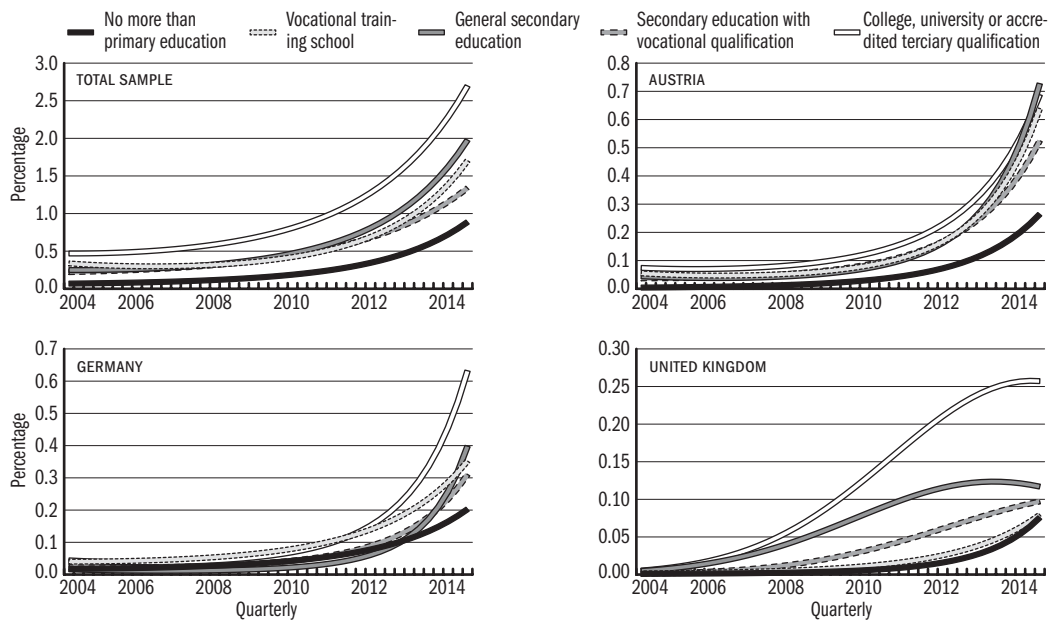 No more than
primary education
Vocational train-
ing school
General secondary
education
Secondary education with
vocational qualification
College, university or accre-
dited terciary qualification
TOTAL SAMPLE
Percentage
3.0
2.5
2.0
1.5
1.0
0.5
0.0
2004 2006 2008 2010 2012 2014
AUSTRIA
0.8
0.7
0.6
0.5
0.4
0.3
0.2
0.1
0.0
2004 2006 2008 2010 2012 2014
GERMANY
Percentage
0.7
0.6
0.5
0.4
0.3
0.2
0.1
0.0
2004 2006 2008 2010 2012 2014
Quarterly
UNITED KINGDOM
0.30
0.25
0.20
0.15
0.10
0.05
0.00
2004 2006 2008 2010 2012 2014
Quarterly